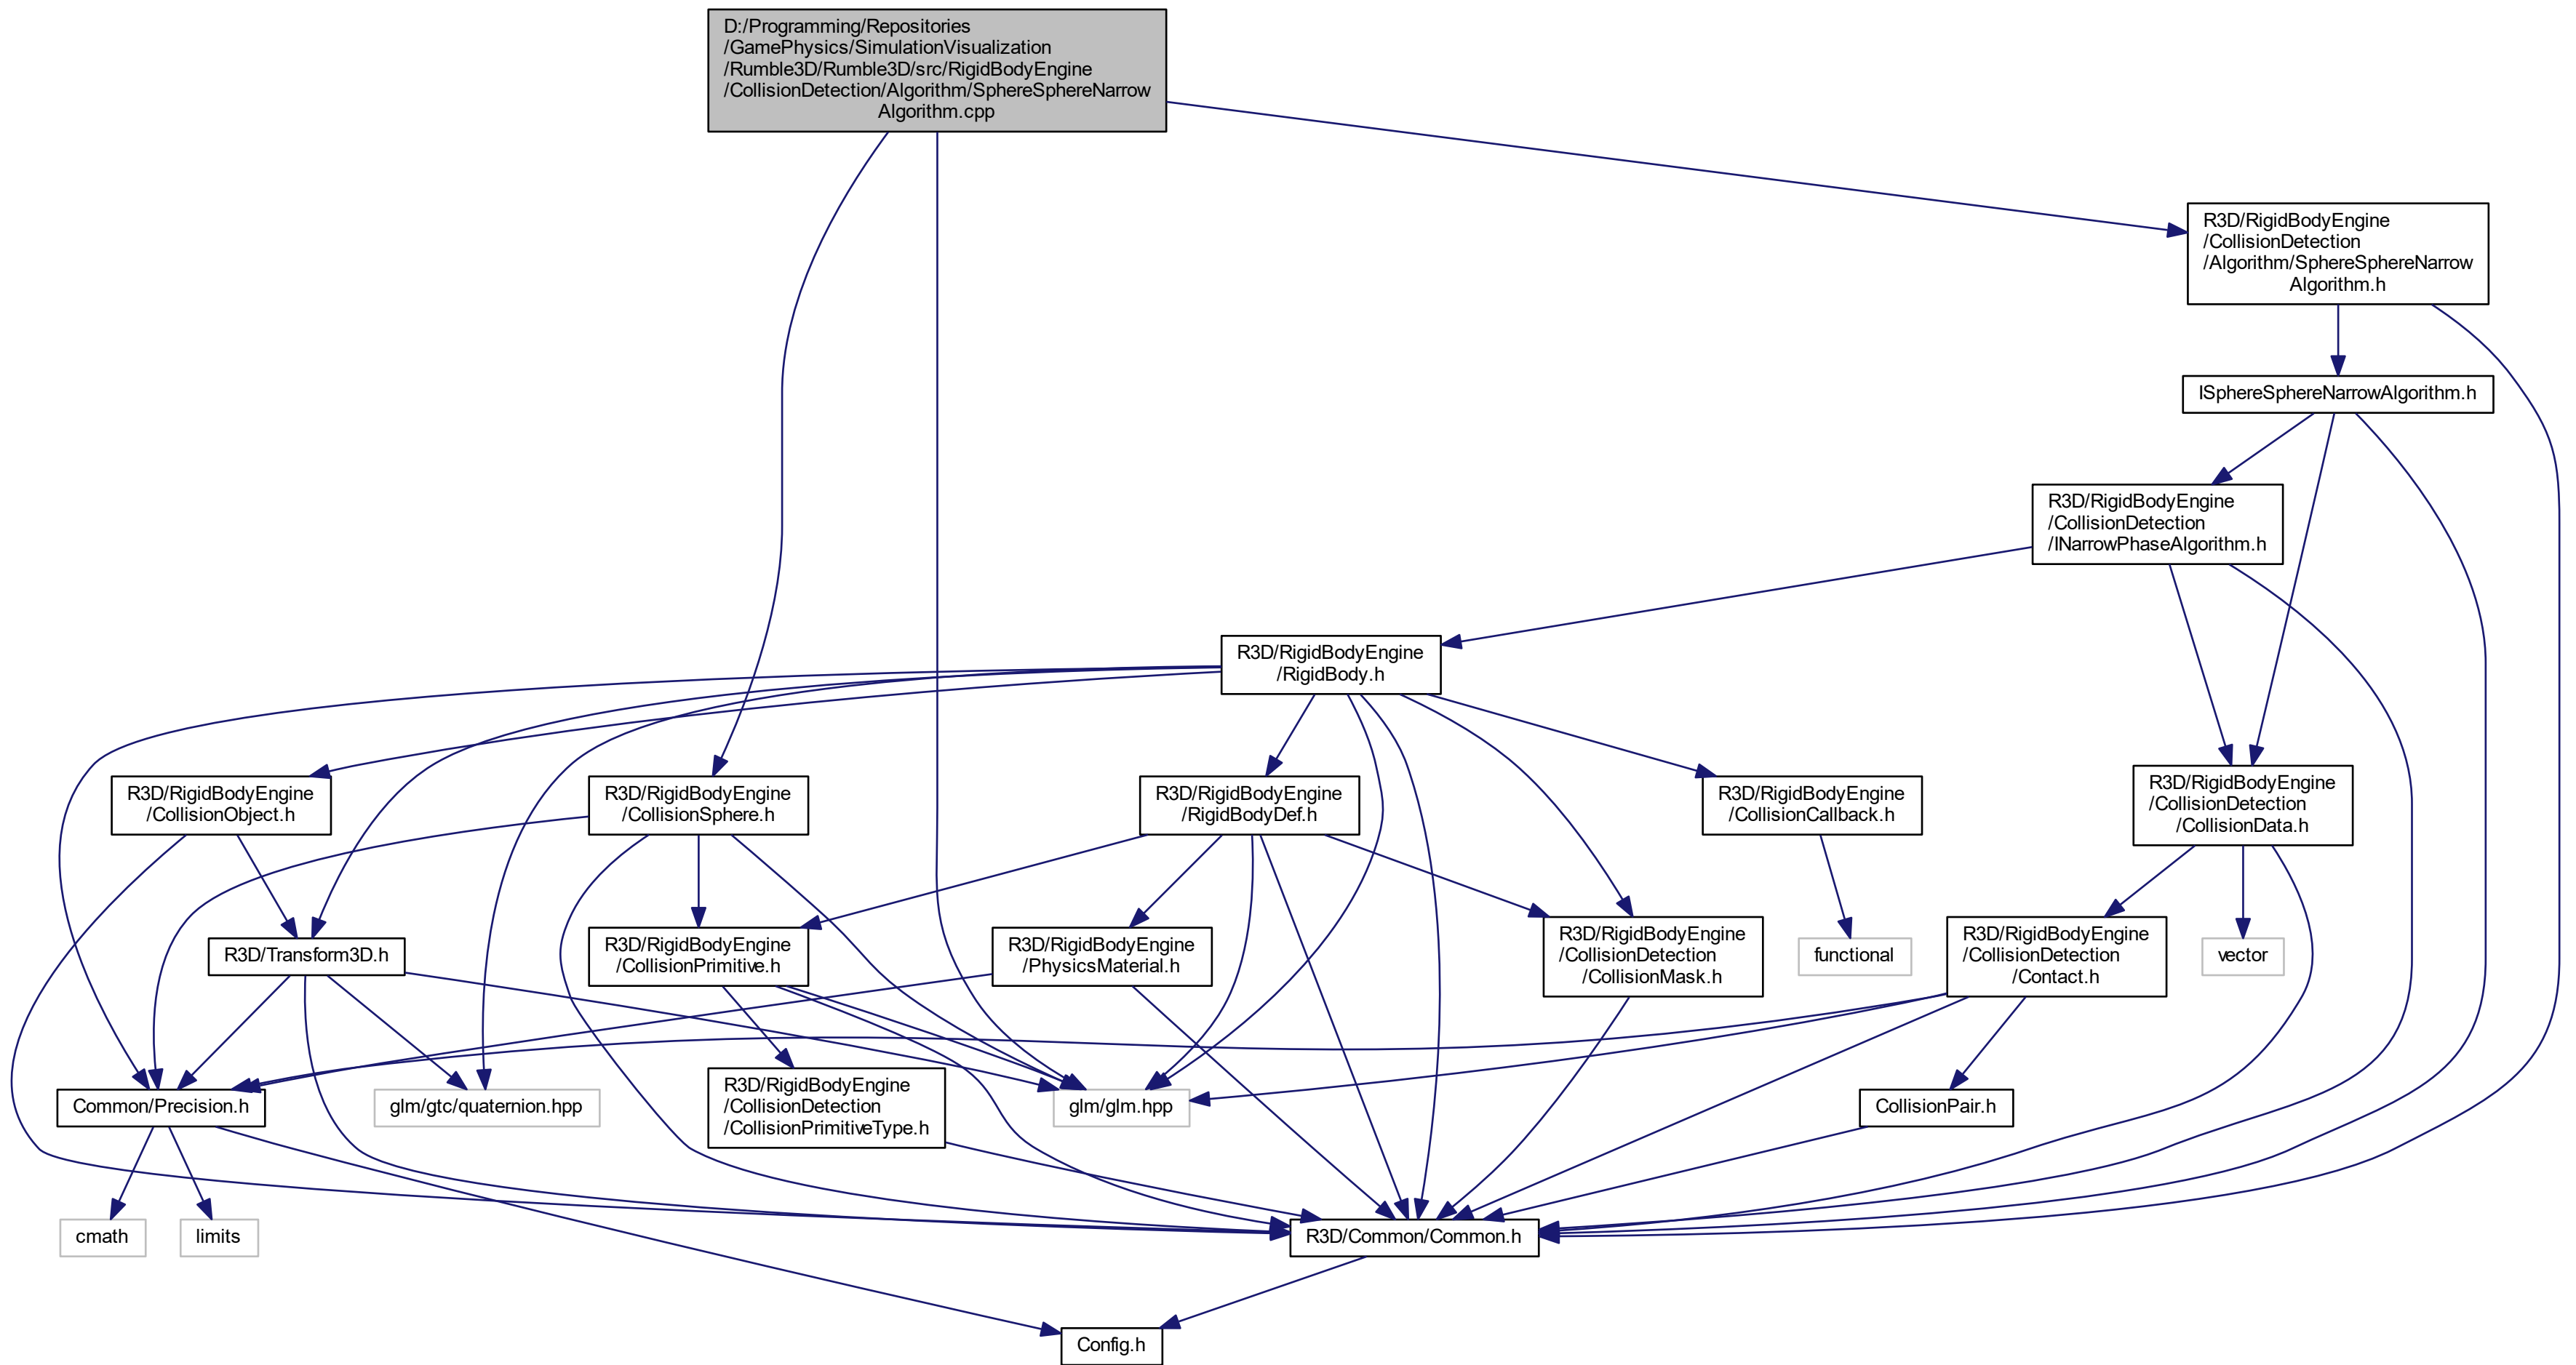 D:/Programming/Repositories
/GamePhysics/SimulationVisualization
/Rumble3D/Rumble3D/src/RigidBodyEngine
/CollisionDetection/Algorithm/SphereSphereNarrow
Algorithm.cpp
R3D/RigidBodyEngine
/CollisionDetection
/Algorithm/SphereSphereNarrow
Algorithm.h
ISphereSphereNarrowAlgorithm.h
R3D/RigidBodyEngine
/CollisionDetection
/INarrowPhaseAlgorithm.h
R3D/RigidBodyEngine
/RigidBody.h
R3D/RigidBodyEngine
/CollisionObject.h
R3D/RigidBodyEngine
/CollisionSphere.h
R3D/RigidBodyEngine
/RigidBodyDef.h
R3D/RigidBodyEngine
/CollisionCallback.h
R3D/RigidBodyEngine
/CollisionDetection
/CollisionData.h
R3D/Transform3D.h
R3D/RigidBodyEngine
/CollisionPrimitive.h
R3D/RigidBodyEngine
/PhysicsMaterial.h
R3D/RigidBodyEngine
/CollisionDetection
/CollisionMask.h
functional
R3D/RigidBodyEngine
/CollisionDetection
/Contact.h
vector
Common/Precision.h
glm/gtc/quaternion.hpp
R3D/RigidBodyEngine
/CollisionDetection
/CollisionPrimitiveType.h
glm/glm.hpp
CollisionPair.h
cmath
limits
R3D/Common/Common.h
Config.h